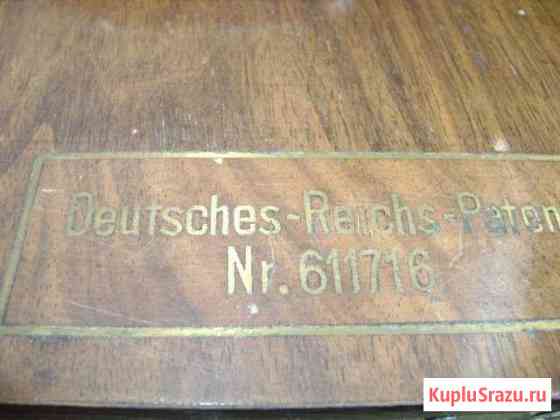 Deutsches-Reichs-Paten
Nr. 611716
KupluSrazu.ru